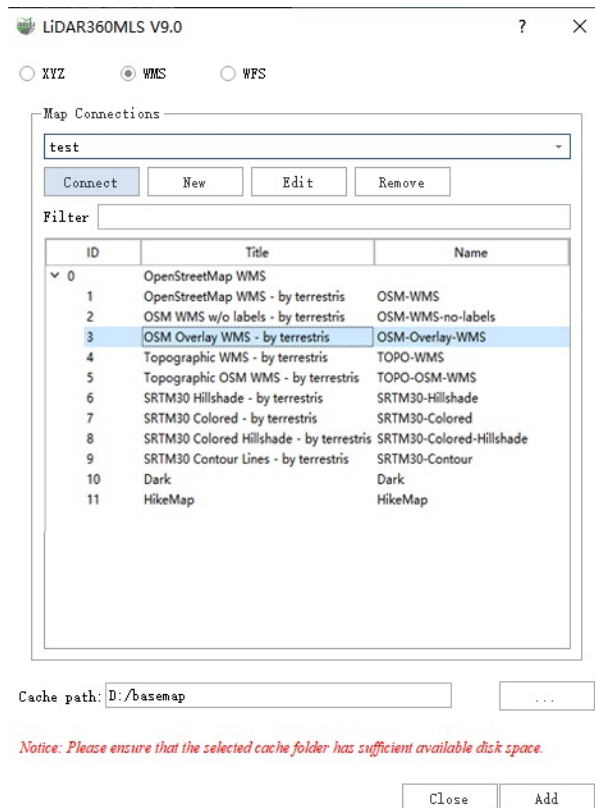 LiDAR360MLS V9.0 ? ×
XYZ WMS WFS
Map Connections
test
Connect New Edit Remove
Filter
ID Title Name
0 OpenStreetMap WMS
1 OpenStreetMap WMS - by terrestris OSM-WMS
2 OSM WMS w/o labels - by terrestris OSM-WMS-no-labels
3 OSM Overlay WMS - by terrestris OSM-Overlay-WMS
4 Topographic WMS - by terrestris TOPO-WMS
5 Topographic OSM WMS - by terrestris TOPO-OSM-WMS
6 SRTM30 Hillshade - by terrestris SRTM30-Hillshade
7 SRTM30 Colored - by terrestris SRTM30-Colored
8 SRTM30 Colored Hillshade - by terrestris SRTM30-Colored-Hillshade
9 SRTM30 Contour Lines - by terrestris SRTM30-Contour
10 Dark Dark
11 HikeMap HikeMap
Cache path: D:/basemap ...
Notice: Please ensure that the selected cache folder has sufficient available disk space.
Close Add